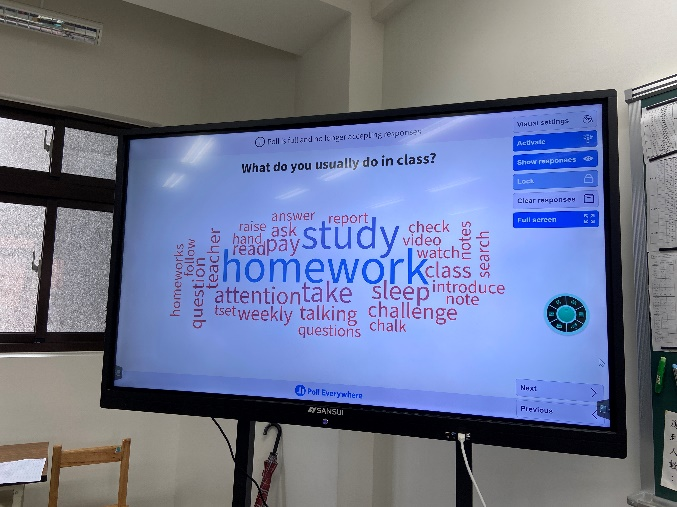 Poll is full and no longer accepting responses
What do you usually do in class?
Visual settings
Activate
Show responses
Lock
Clear responses
Full screen
answer
report
raise
ask
study
check
hand
video
read
pay
watch
notes
search
teacher
follow
homeworks
question
homework
class
attention
take
sleep
introduce
note
tset
weekly
talking
challenge
questions
chalk
Poll Everywhere
Next
Previous
SANSUI